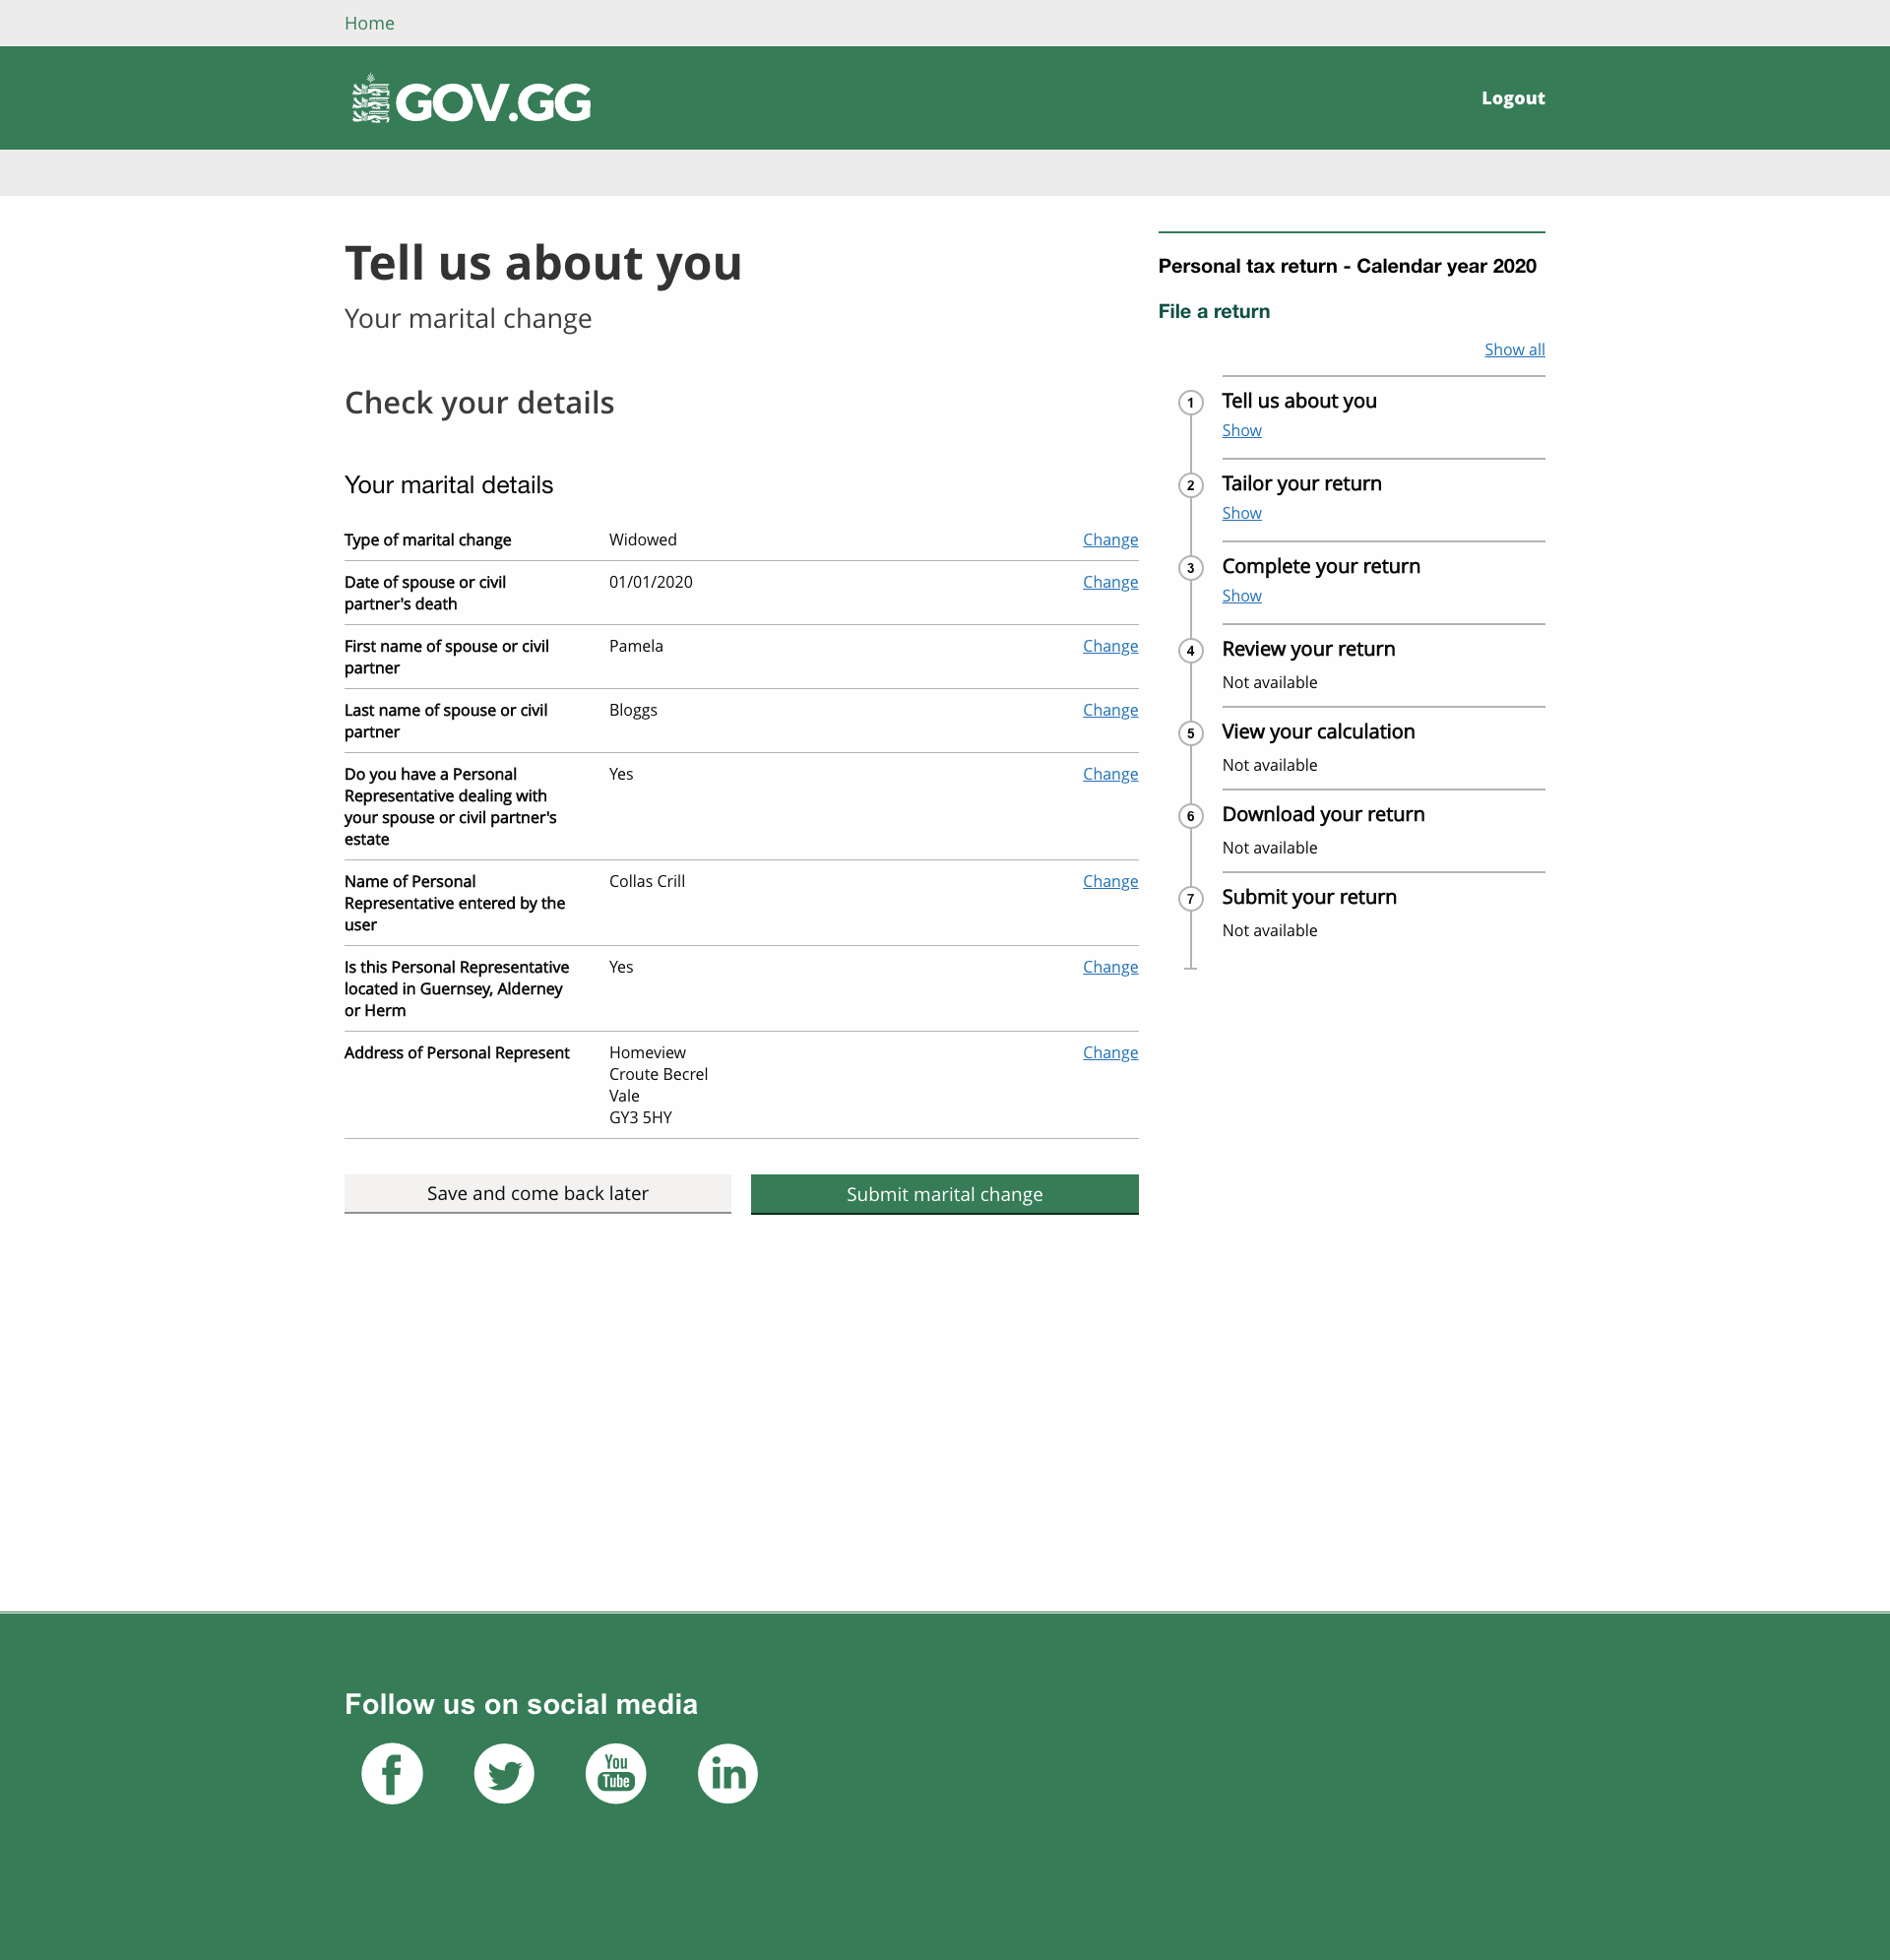 Home
GOV.GG
Logout
Tell us about you
Your marital change
Check your details
Your marital details
Type of marital change
Widowed
Change
Date of spouse or civil
partner's death
01/01/2020
Change
First name of spouse or civil
partner
Pamela
Change
Last name of spouse or civil
partner
Bloggs
Change
Do you have a Personal
Representative dealing with
your spouse or civil partner's
estate
Yes
Change
Name of Personal
Representative entered by the
user
Collas Crill
Change
Is this Personal Representative
located in Guernsey, Alderney
or Herm
Yes
Change
Address of Personal Represent
Homeview
Croute Becrel
Vale
GY3 5HY
Change
Save and come back later
Submit marital change
Personal tax return - Calendar year 2020
File a return
Show all
1
Tell us about you
Show
2
Tailor your return
Show
3
Complete your return
Show
4
Review your return
Not available
5
View your calculation
Not available
6
Download your return
Not available
7
Submit your return
Not available
Follow us on social media
f
You
Tube
in